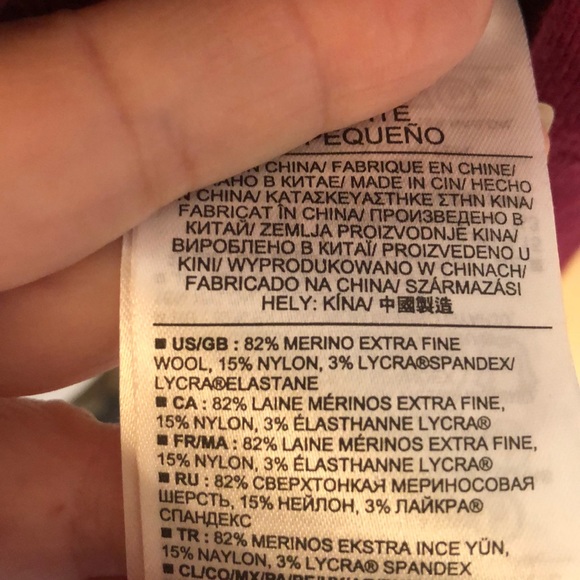 PEQUEÑO
CHINA/ FABRIQUE EN CHINE/
В КИТАЕ/ MADE IN CIN/ HECHO
CHINA/ ΚΑΤΑΣΚΕΥΑΣΤΗΚΕ ΣΤΗΝ ΚΙΝΑ/
FABRICAT ÎN CHINA/ ПРОИЗВЕДЕНО В
КИТАЙ/ ZEMLJA PROIZVODNJE KINA/
ВИРОБЛЕНО В КИТАЇ/ PROIZVEDENO U
KINI/ WYPRODUKOWANO W CHINACH/
FABRICADO NA CHINA/ SZÁRMAZÁSI
HELY: KÍNA/ 中國製造
■ US/GB : 82% MERINO EXTRA FINE
WOOL, 15% NYLON, 3% LYCRA®SPANDEX/
LYCRA®ELASTANE
■ CA : 82% LAINE MÉRINOS EXTRA FINE,
15% NYLON, 3% ÉLASTHANNE LYCRA®
■ FR/MA : 82% LAINE MÉRINOS EXTRA FINE,
15% NYLON, 3% ÉLASTHANNE LYCRA®
■ RU : 82% СВЕРХТОНКАЯ МЕРИНОСОВАЯ
ШЕРСТЬ, 15% НЕЙЛОН, 3% ЛАЙКРА®
СПАНДЕКС
■ TR : 82% MERINOS EKSTRA INCE YÜN,
15% NAYLON, 3% LYCRA® SPANDEX
■ CL/CO/MX/PA/PE/